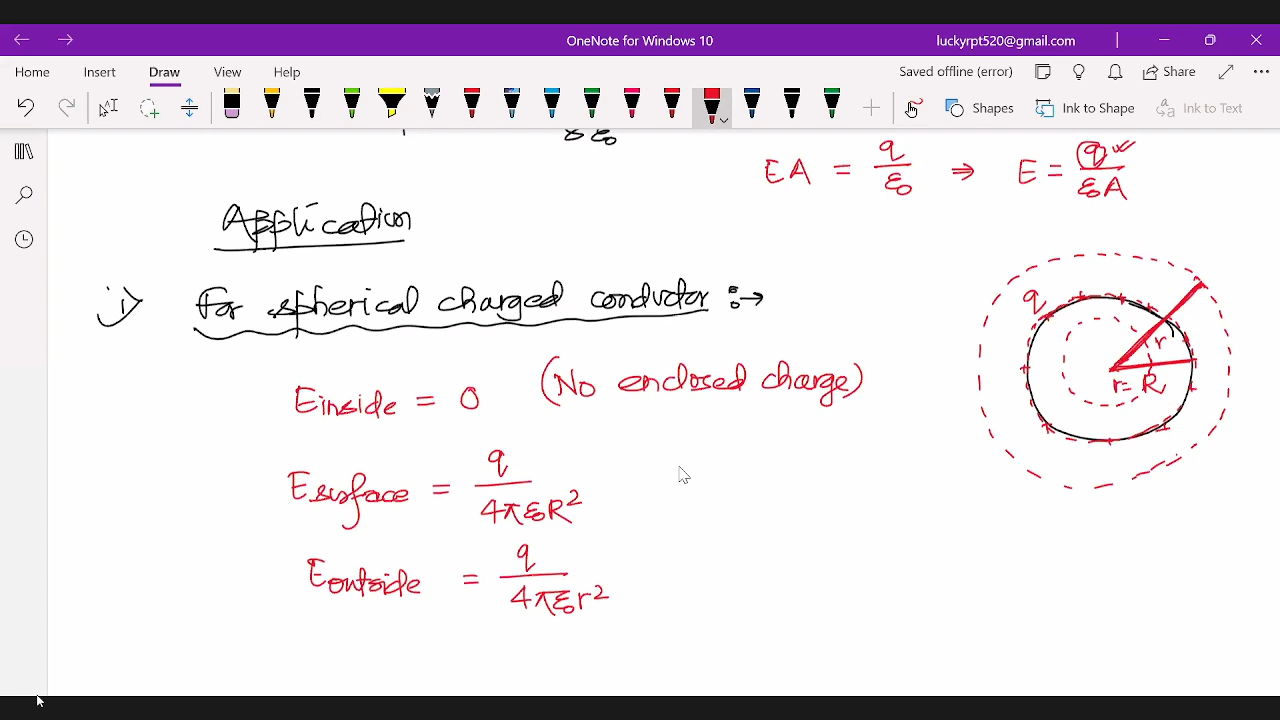 OneNote for Windows 10
luckyrpt520@gmail.com
Home Insert Draw View Help
Saved offline (error)
Share
Shapes
Ink to Shape
Ink to Text
ε₀
EA = q/ε₀ ⇒ E = q/ε₀A
Application
i) for spherical charged conductor :→
Einside = 0 (No enclosed charge)
Esurface = q/4πε₀R²
Eoutside = q/4πε₀r²
q
r
r = R